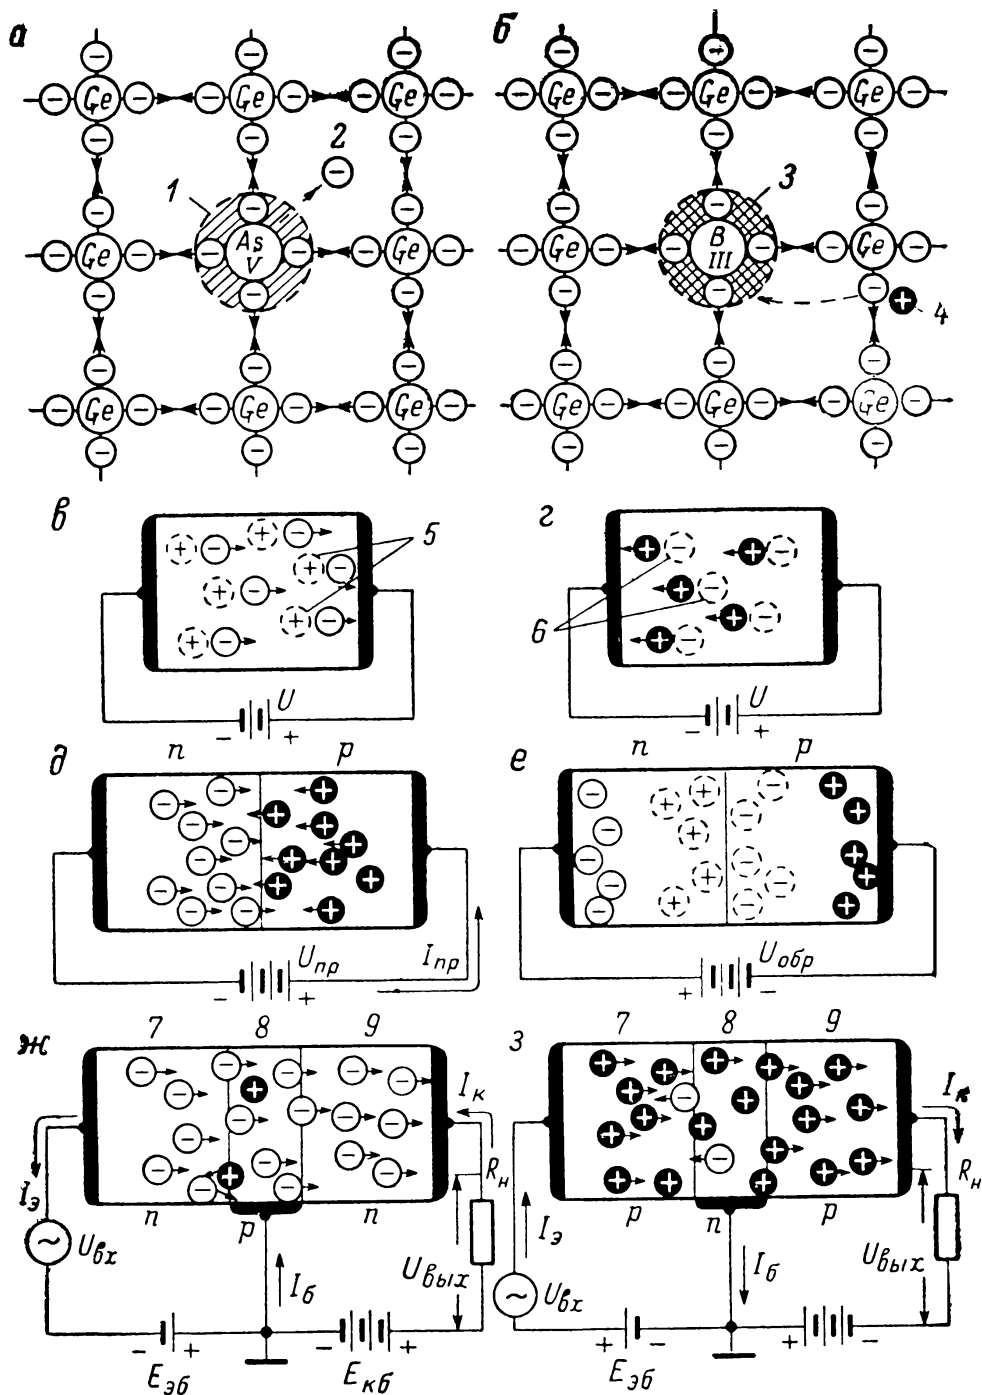 а
б
Ge Ge Ge
Ge Ge Ge
2
1
3
Ge As V Ge
Ge B III Ge
4
Ge Ge Ge
Ge Ge Ge
в
г
5
6
− U +
− U +
д
n p
е
n p
− Uпр + Iпр
+ Uобр −
ж
7 8 9
з
7 8 9
Iк
Iк
Iэ
Rн
Iэ
Rн
n p n
p n p
Uвх
Iб
Uвых
Uвх
Iб
Uвых
− + − +
+ − + −
Eэб Eкб
Eэб